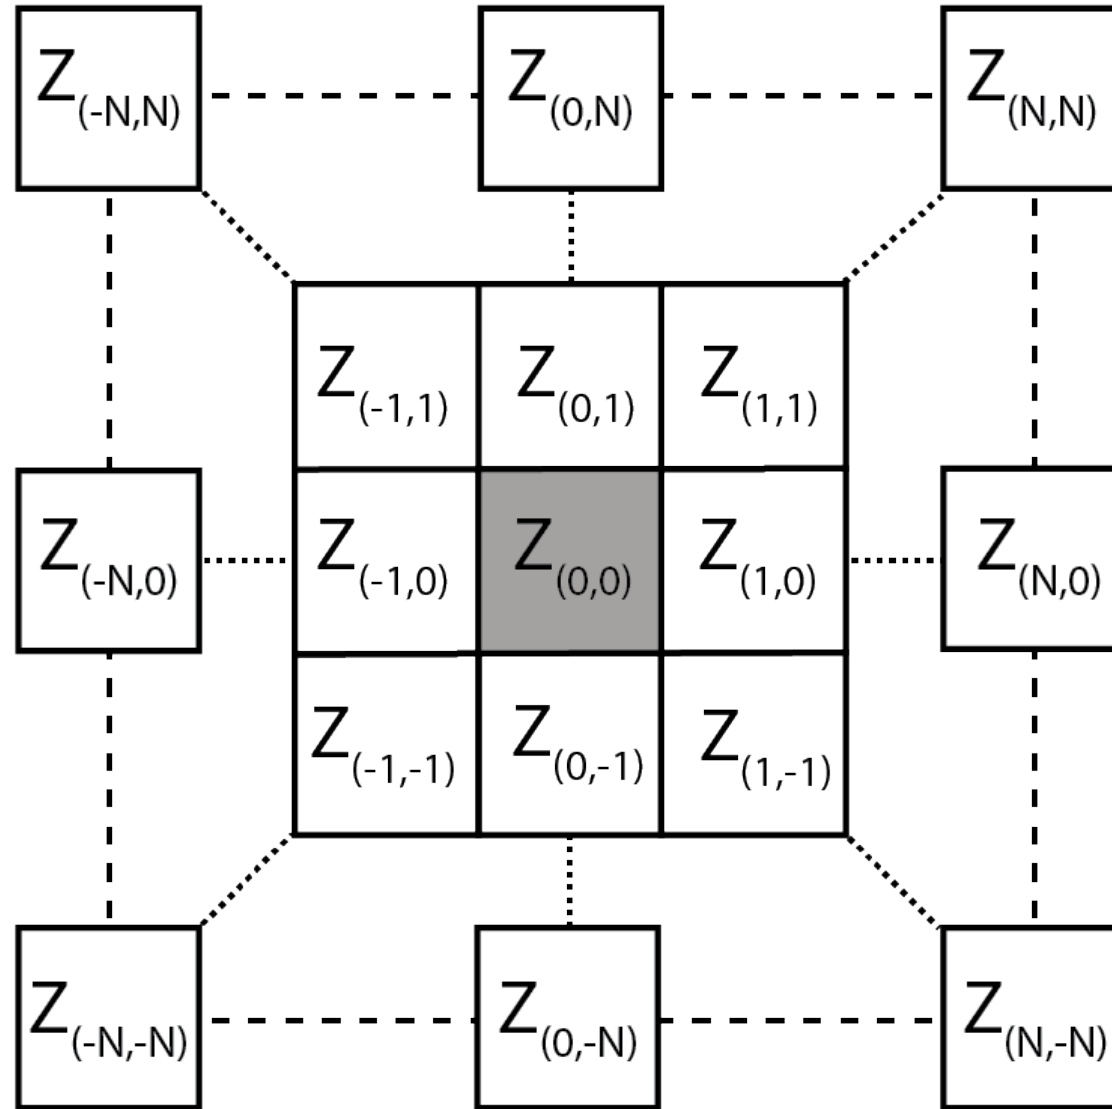 Z(-N,N) Z(0,N) Z(N,N)
Z(-1,1) Z(0,1) Z(1,1)
Z(-N,0) Z(-1,0) Z(0,0) Z(1,0) Z(N,0)
Z(-1,-1) Z(0,-1) Z(1,-1)
Z(-N,-N) Z(0,-N) Z(N,-N)